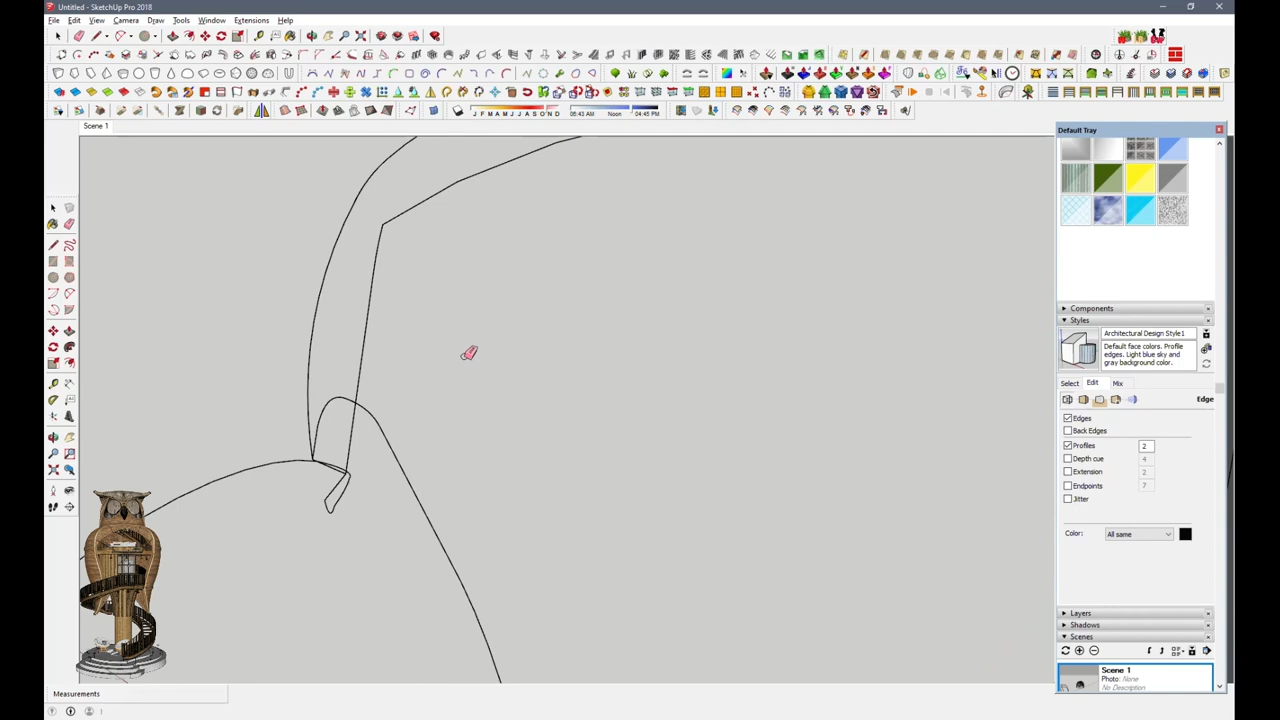 Untitled - SketchUp Pro 2018
File Edit View Camera Draw Tools Window Extensions Help
J F M A M J J A S O N D 06:43 AM Noon 04:45 PM
Scene 1
Default Tray
Components
Styles
Architectural Design Style1
Default face colors. Profile
edges. Light blue sky and
gray background color.
Select Edit Mix
Edge
Edges
Back Edges
Profiles 2
Depth cue 4
Extension 2
Endpoints 7
Jitter
Color: All same
Layers
Shadows
Scenes
Scene 1
Photo: None
No Description
Measurements